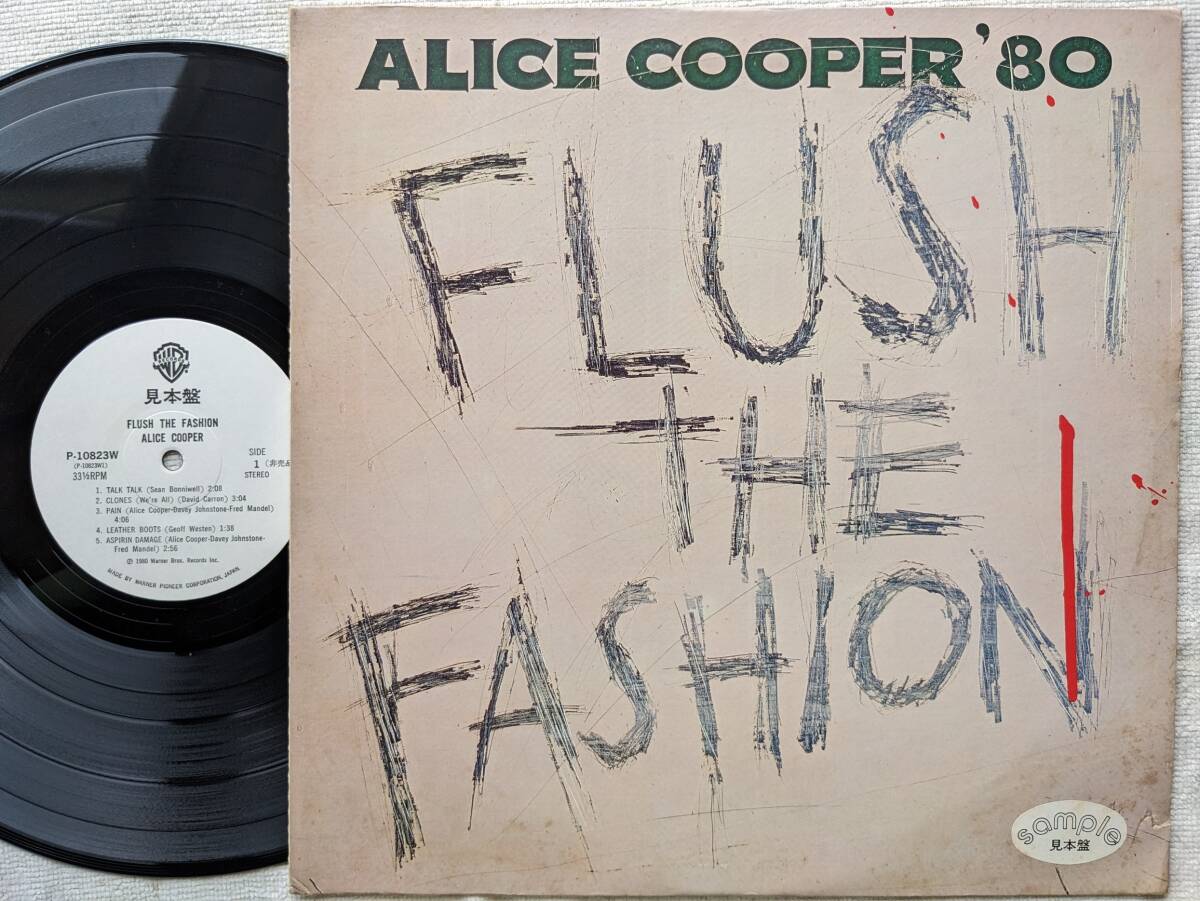 ALICE COOPER '80
FLUSH
THE
FASHION
sample
見本盤
見本盤
FLUSH THE FASHION
ALICE COOPER
P-10823W
(P-10823W1)
33⅓RPM
SIDE
1 (非売品
STEREO
1. TALK TALK (Sean Bonniwell) 2:08
2. CLONES (We're All) (David Carron) 3:04
3. PAIN (Alice Cooper-Davey Johnstone-Fred Mandel)
4:06
4. LEATHER BOOTS (Geoff Westen) 1:38
5. ASPIRIN DAMAGE (Alice Cooper-Davey Johnstone-
Fred Mandel) 2:56
℗ 1980 Warner Bros. Records Inc.
MADE BY WARNER PIONEER CORPORATION, JAPAN.